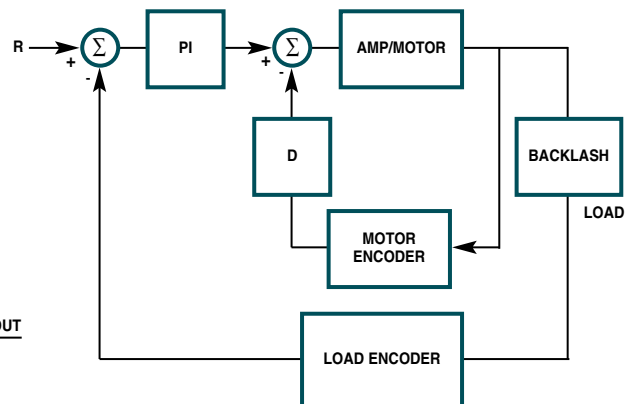 R
+
-
Σ
PI
+
-
Σ
AMP/MOTOR
D
BACKLASH
LOAD
MOTOR
ENCODER
OUT
LOAD ENCODER